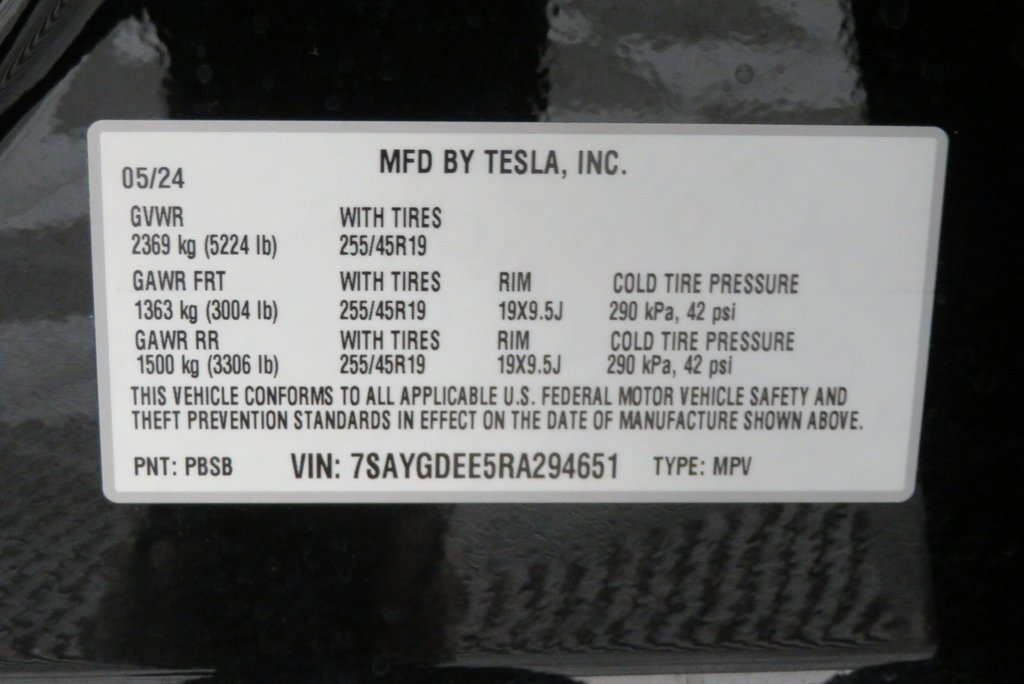 MFD BY TESLA, INC.
05/24
GVWR WITH TIRES
2369 kg (5224 lb) 255/45R19
GAWR FRT WITH TIRES RIM COLD TIRE PRESSURE
1363 kg (3004 lb) 255/45R19 19X9.5J 290 kPa, 42 psi
GAWR RR WITH TIRES RIM COLD TIRE PRESSURE
1500 kg (3306 lb) 255/45R19 19X9.5J 290 kPa, 42 psi
THIS VEHICLE CONFORMS TO ALL APPLICABLE U.S. FEDERAL MOTOR VEHICLE SAFETY AND
THEFT PREVENTION STANDARDS IN EFFECT ON THE DATE OF MANUFACTURE SHOWN ABOVE.
PNT: PBSB VIN: 7SAYGDEE5RA294651 TYPE: MPV